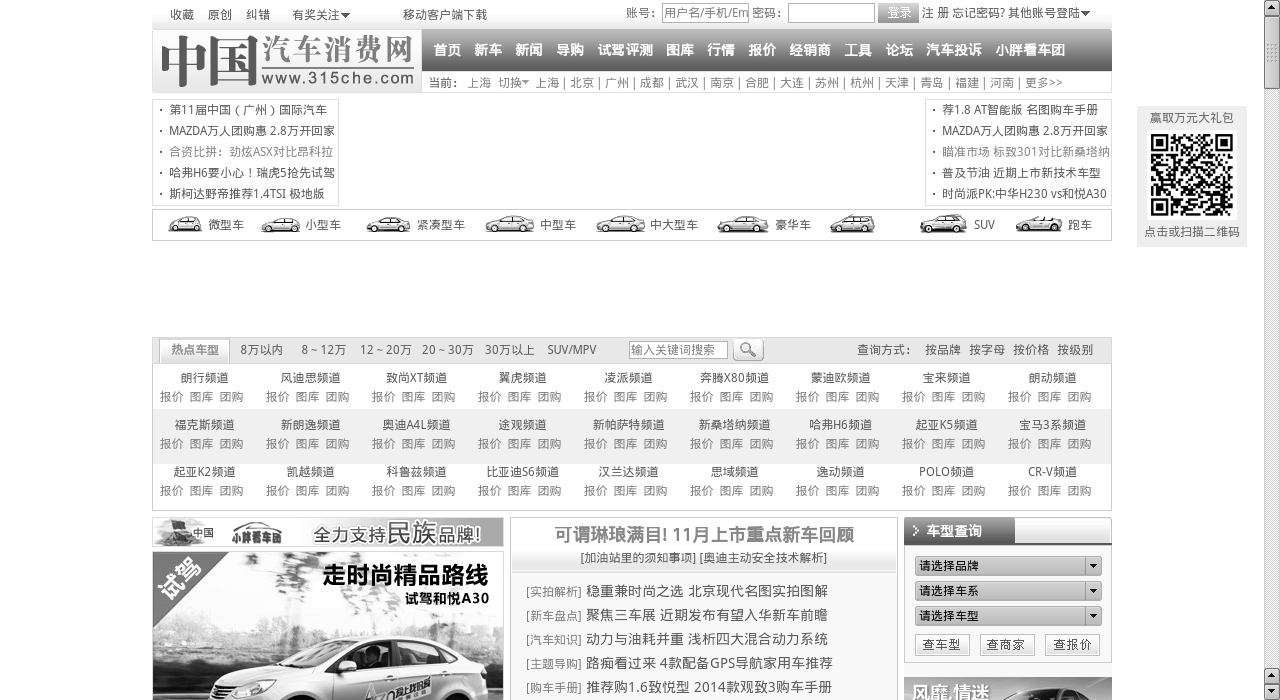 收藏 原创 纠错 有奖关注 移动客户端下载 账号: 用户名/手机/Em 密码: 登录 注 册 忘记密码? 其他账号登陆
中国汽车消费网 www.315che.com
首页 新车 新闻 导购 试驾评测 图库 行情 报价 经销商 工具 论坛 汽车投诉 小胖看车团
当前: 上海 切换 上海 | 北京 | 广州 | 成都 | 武汉 | 南京 | 合肥 | 大连 | 苏州 | 杭州 | 天津 | 青岛 | 福建 | 河南 | 更多>>
· 第11届中国（广州）国际汽车
· MAZDA万人团购惠 2.8万开回家
· 合资比拼：劲炫ASX对比昂科拉
· 哈弗H6要小心！瑞虎5抢先试驾
· 斯柯达野帝推荐1.4TSI 极地版
· 荐1.8 AT智能版 名图购车手册
· MAZDA万人团购惠 2.8万开回家
· 瞄准市场 标致301对比新桑塔纳
· 普及节油 近期上市新技术车型
· 时尚派PK:中华H230 vs和悦A30
赢取万元大礼包
点击或扫描二维码
微型车 小型车 紧凑型车 中型车 中大型车 豪华车 SUV 跑车
热点车型 8万以内 8 ~ 12万 12 ~ 20万 20 ~ 30万 30万以上 SUV/MPV 输入关键词搜索 查询方式: 按品牌 按字母 按价格 按级别
朗行频道 风迪思频道 致尚XT频道 翼虎频道 凌派频道 奔腾X80频道 蒙迪欧频道 宝来频道 朗动频道
报价 图库 团购 报价 图库 团购 报价 图库 团购 报价 图库 团购 报价 图库 团购 报价 图库 团购 报价 图库 团购 报价 图库 团购 报价 图库 团购
福克斯频道 新朗逸频道 奥迪A4L频道 途观频道 新帕萨特频道 新桑塔纳频道 哈弗H6频道 起亚K5频道 宝马3系频道
报价 图库 团购 报价 图库 团购 报价 图库 团购 报价 图库 团购 报价 图库 团购 报价 图库 团购 报价 图库 团购 报价 图库 团购 报价 图库 团购
起亚K2频道 凯越频道 科鲁兹频道 比亚迪S6频道 汉兰达频道 思域频道 逸动频道 POLO频道 CR-V频道
报价 图库 团购 报价 图库 团购 报价 图库 团购 报价 图库 团购 报价 图库 团购 报价 图库 团购 报价 图库 团购 报价 图库 团购 报价 图库 团购
中国 小胖看车团 全力支持民族品牌!
试驾
走时尚精品路线
试驾和悦A30
可谓琳琅满目! 11月上市重点新车回顾
[加油站里的须知事项] [奥迪主动安全技术解析]
[实拍解析] 稳重兼时尚之选 北京现代名图实拍图解
[新车盘点] 聚焦三车展 近期发布有望入华新车前瞻
[汽车知识] 动力与油耗并重 浅析四大混合动力系统
[主题导购] 路痴看过来 4款配备GPS导航家用车推荐
[购车手册] 推荐购1.6致悦型 2014款观致3购车手册
车型查询
请选择品牌
请选择车系
请选择车型
查车型 查商家 查报价
风靡 情迷